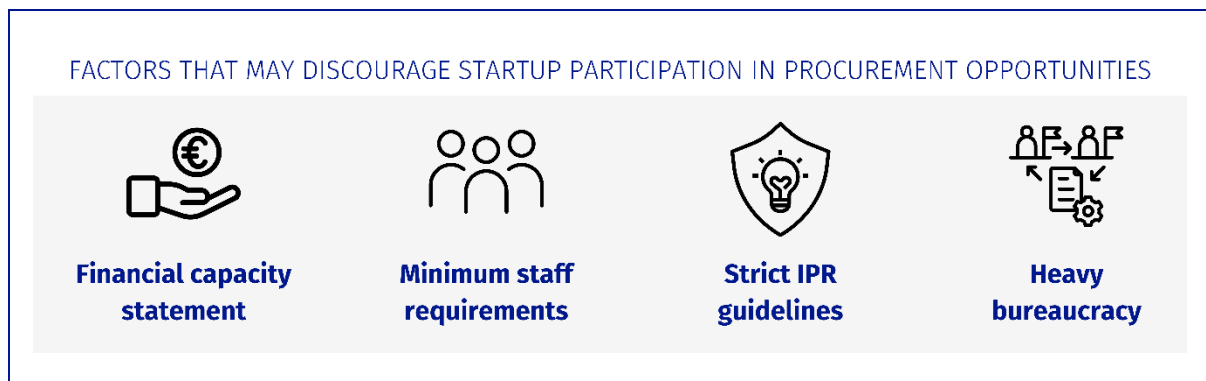 FACTORS THAT MAY DISCOURAGE STARTUP PARTICIPATION IN PROCUREMENT OPPORTUNITIES
€
Financial capacity
statement
Minimum staff
requirements
Strict IPR
guidelines
Heavy
bureaucracy